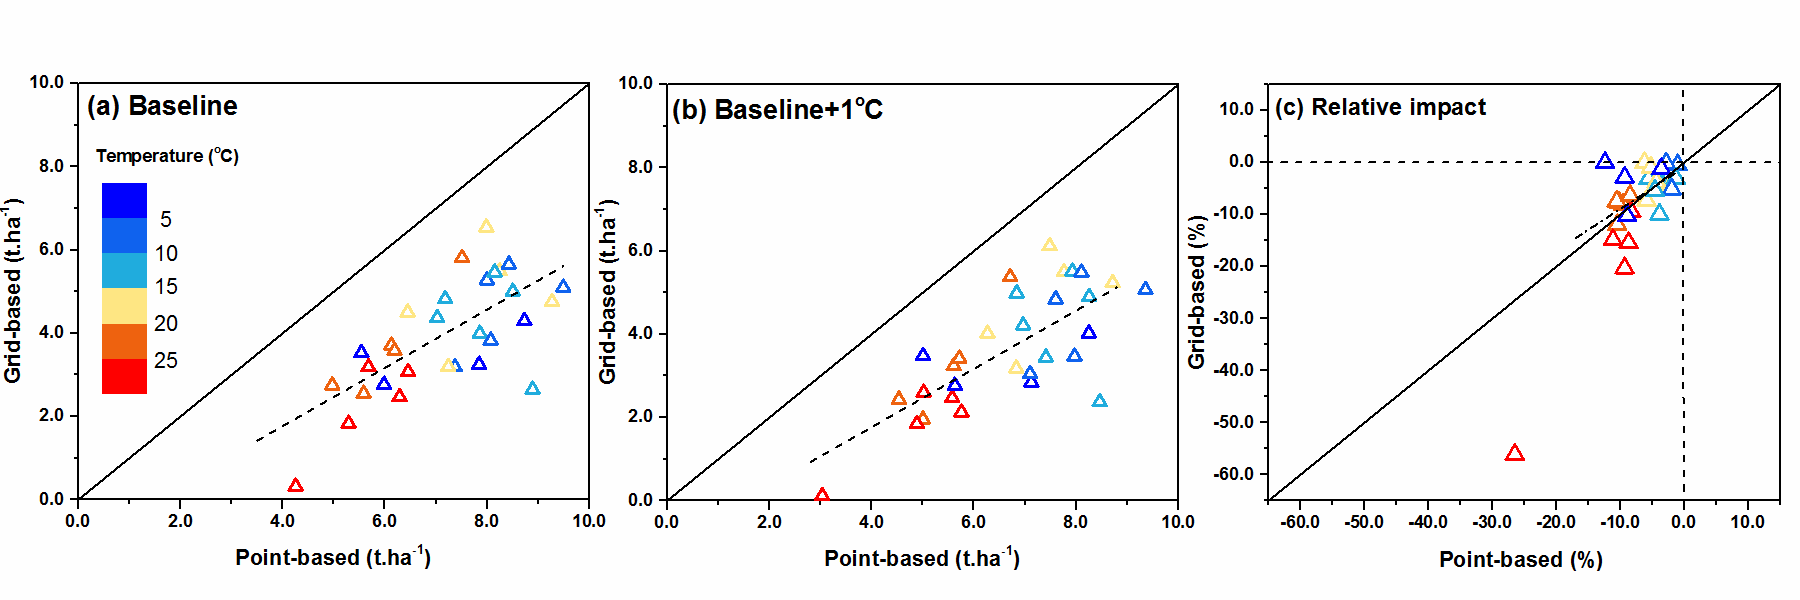 (a) Baseline
Temperature (°C)
5
10
15
20
25
10.0
8.0
6.0
4.0
2.0
0.0
0.0 2.0 4.0 6.0 8.0 10.0
Grid-based (t.ha-1)
Point-based (t.ha-1)
(b) Baseline+1°C
10.0
8.0
6.0
4.0
2.0
0.0
0.0 2.0 4.0 6.0 8.0 10.0
Grid-based (t.ha-1)
Point-based (t.ha-1)
(c) Relative impact
10.0
0.0
-10.0
-20.0
-30.0
-40.0
-50.0
-60.0
-60.0 -50.0 -40.0 -30.0 -20.0 -10.0 0.0 10.0
Grid-based (%)
Point-based (%)